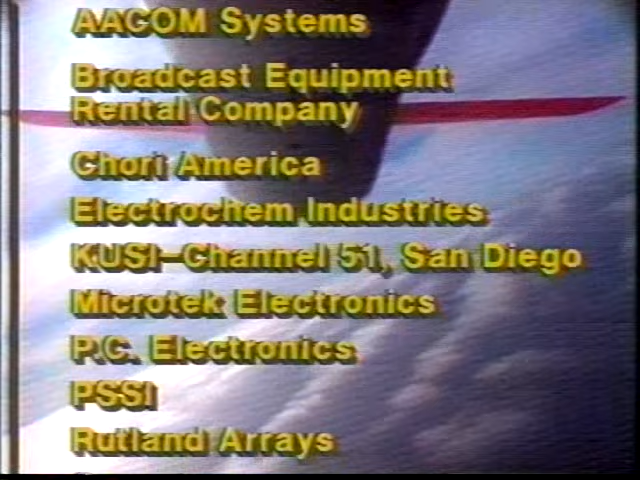 AACOM Systems
Broadcast Equipment
Rental Company
Chori America
Electrochem Industries
KUSI-Channel 51, San Diego
Microtek Electronics
P.C. Electronics
PSSI
Rutland Arrays